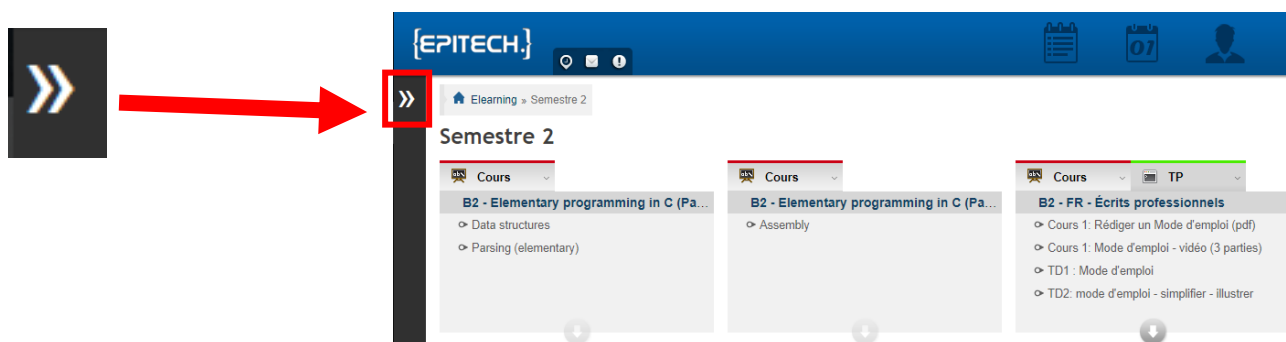 {EPITECH.}
01
»
»
Elearning » Semestre 2
Semestre 2
Cours
B2 - Elementary programming in C (Pa...
Data structures
Parsing (elementary)
Cours
B2 - Elementary programming in C (Pa...
Assembly
Cours
TP
B2 - FR - Écrits professionnels
Cours 1: Rédiger un Mode d'emploi (pdf)
Cours 1: Mode d'emploi - vidéo (3 parties)
TD1 : Mode d'emploi
TD2: mode d'emploi - simplifier - illustrer